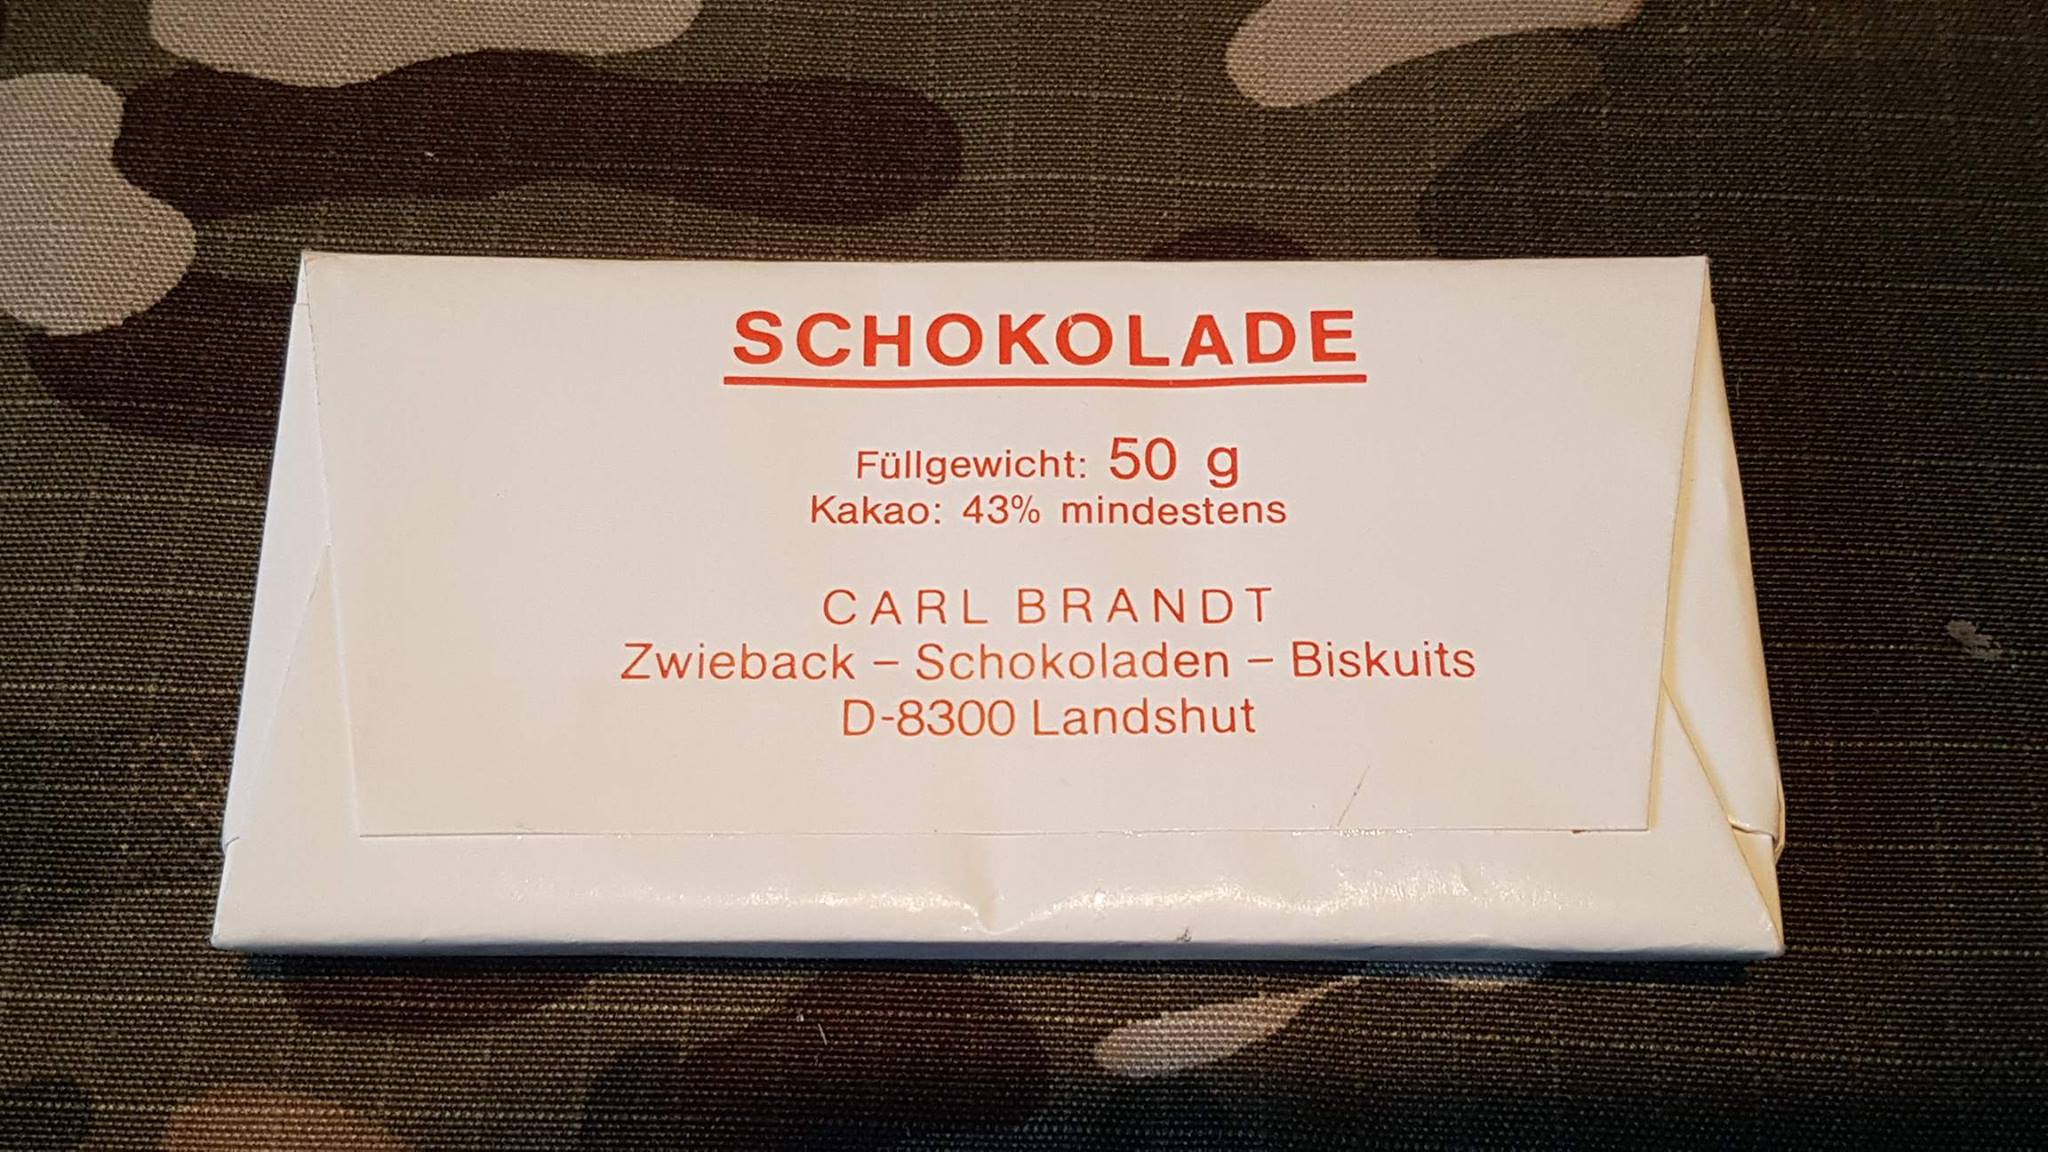 SCHOKOLADE
Füllgewicht: 50 g
Kakao: 43% mindestens
CARL BRANDT
Zwieback – Schokoladen – Biskuits
D-8300 Landshut